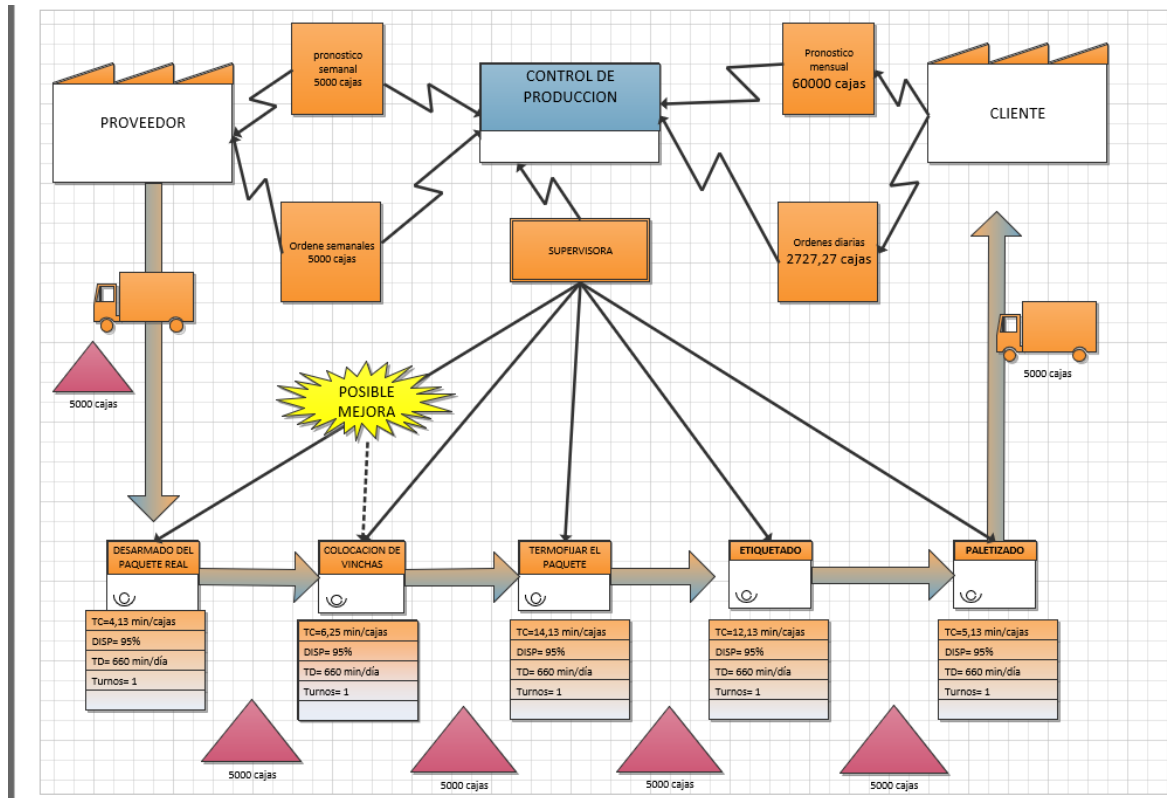 pronostico
semanal
5000 cajas
CONTROL DE
PRODUCCION
Pronostico
mensual
60000 cajas
PROVEEDOR
CLIENTE
Ordene semanales
5000 cajas
SUPERVISORA
Ordenes diarias
2727,27 cajas
5000 cajas
5000 cajas
POSIBLE
MEJORA
DESARMADO DEL
PAQUETE REAL
COLOCACION DE
VINCHAS
TERMOFIJAR EL
PAQUETE
ETIQUETADO
PALETIZADO
TC=4,13 min/cajas
DISP= 95%
TD= 660 min/día
Turnos= 1
TC=6,25 min/cajas
DISP= 95%
TD= 660 min/día
Turnos= 1
TC=14,13 min/cajas
DISP= 95%
TD= 660 min/día
Turnos= 1
TC=12,13 min/cajas
DISP= 95%
TD= 660 min/día
Turnos= 1
TC=5,13 min/cajas
DISP= 95%
TD= 660 min/día
Turnos= 1
5000 cajas
5000 cajas
5000 cajas
5000 cajas